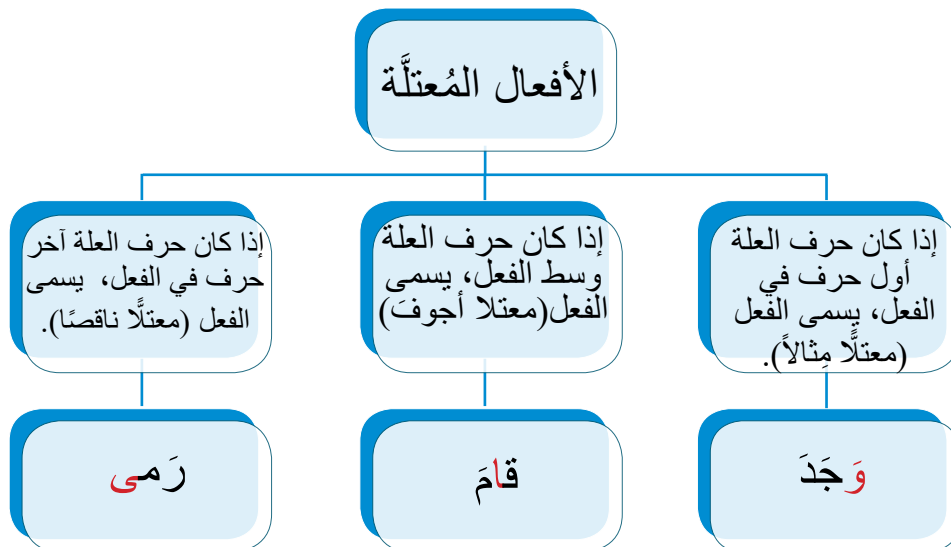 الأفعال المُعتلَّة
إذا كان حرف العلة
أول حرف في
الفعل، يسمى الفعل
(معتلًّا مِثالاً).
إذا كان حرف العلة
وسط الفعل، يسمى
الفعل(معتلا أجوفَ)
إذا كان حرف العلة آخر
حرف في الفعل، يسمى
الفعل (معتلًّا ناقصًا).
وَجَدَ
قامَ
رَمى